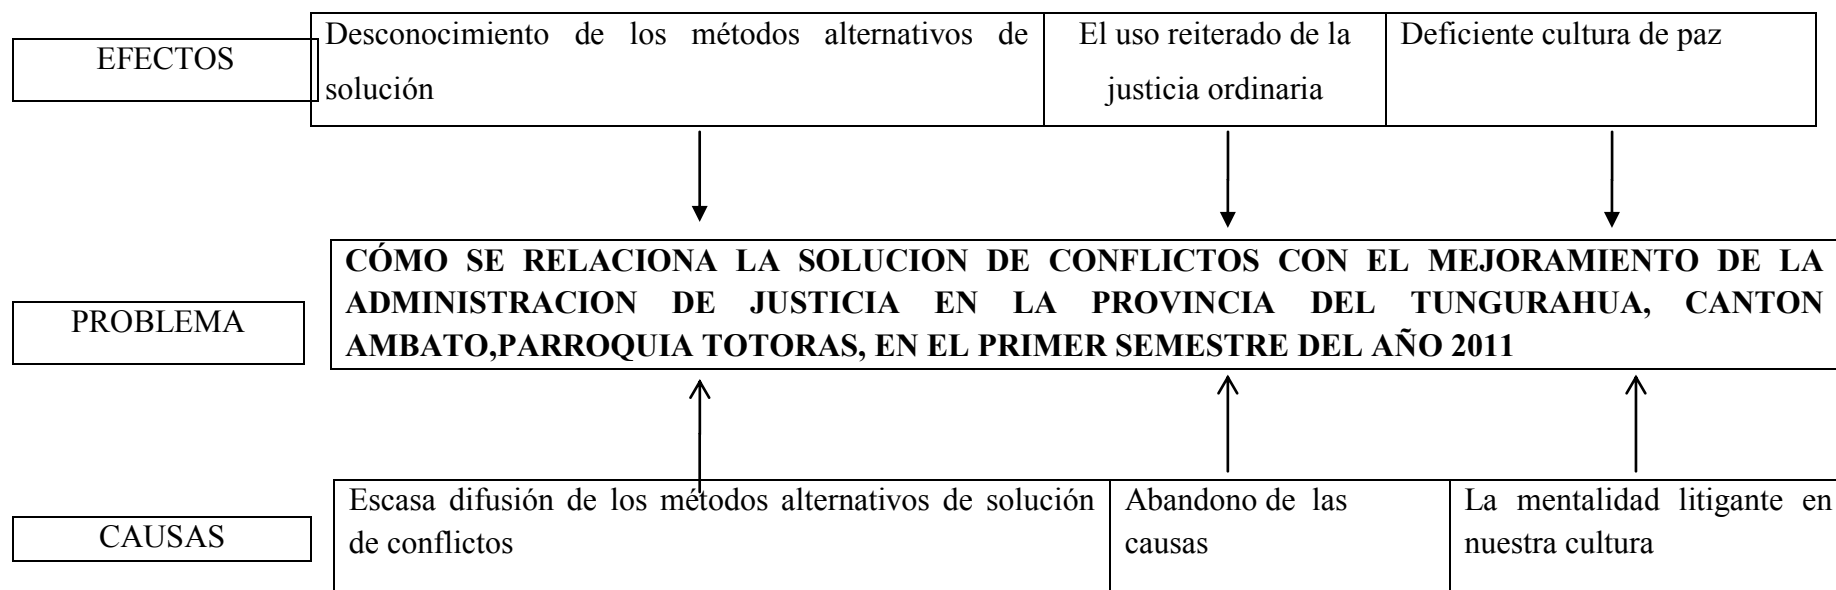 EFECTOS
Desconocimiento de los métodos alternativos de
solución
El uso reiterado de la
justicia ordinaria
Deficiente cultura de paz
PROBLEMA
CÓMO SE RELACIONA LA SOLUCION DE CONFLICTOS CON EL MEJORAMIENTO DE LA
ADMINISTRACION DE JUSTICIA EN LA PROVINCIA DEL TUNGURAHUA, CANTON
AMBATO,PARROQUIA TOTORAS, EN EL PRIMER SEMESTRE DEL AÑO 2011
CAUSAS
Escasa difusión de los métodos alternativos de solución
de conflictos
Abandono de las
causas
La mentalidad litigante en
nuestra cultura